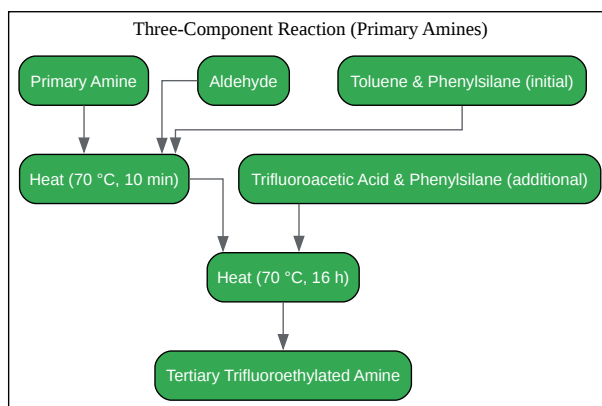 Three-Component Reaction (Primary Amines)
Primary Amine
Aldehyde
Toluene & Phenylsilane (initial)
Heat (70 °C, 10 min)
Trifluoroacetic Acid & Phenylsilane (additional)
Heat (70 °C, 16 h)
Tertiary Trifluoroethylated Amine